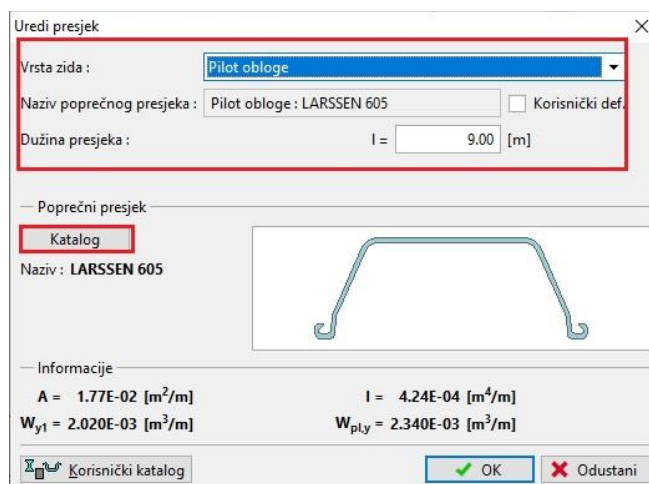 Uredi presjek
Vrsta zida : Pilot obloge
Naziv poprečnog presjeka : Pilot obloge : LARSSEN 605 Korisnički def.
Dužina presjeka : l = 9.00 [m]
Poprečni presjek
Katalog
Naziv : LARSSEN 605
Informacije
A = 1.77E-02 [m²/m] I = 4.24E-04 [m⁴/m]
Wy1 = 2.020E-03 [m³/m] Wpl,y = 2.340E-03 [m³/m]
Korisnički katalog OK Odustani